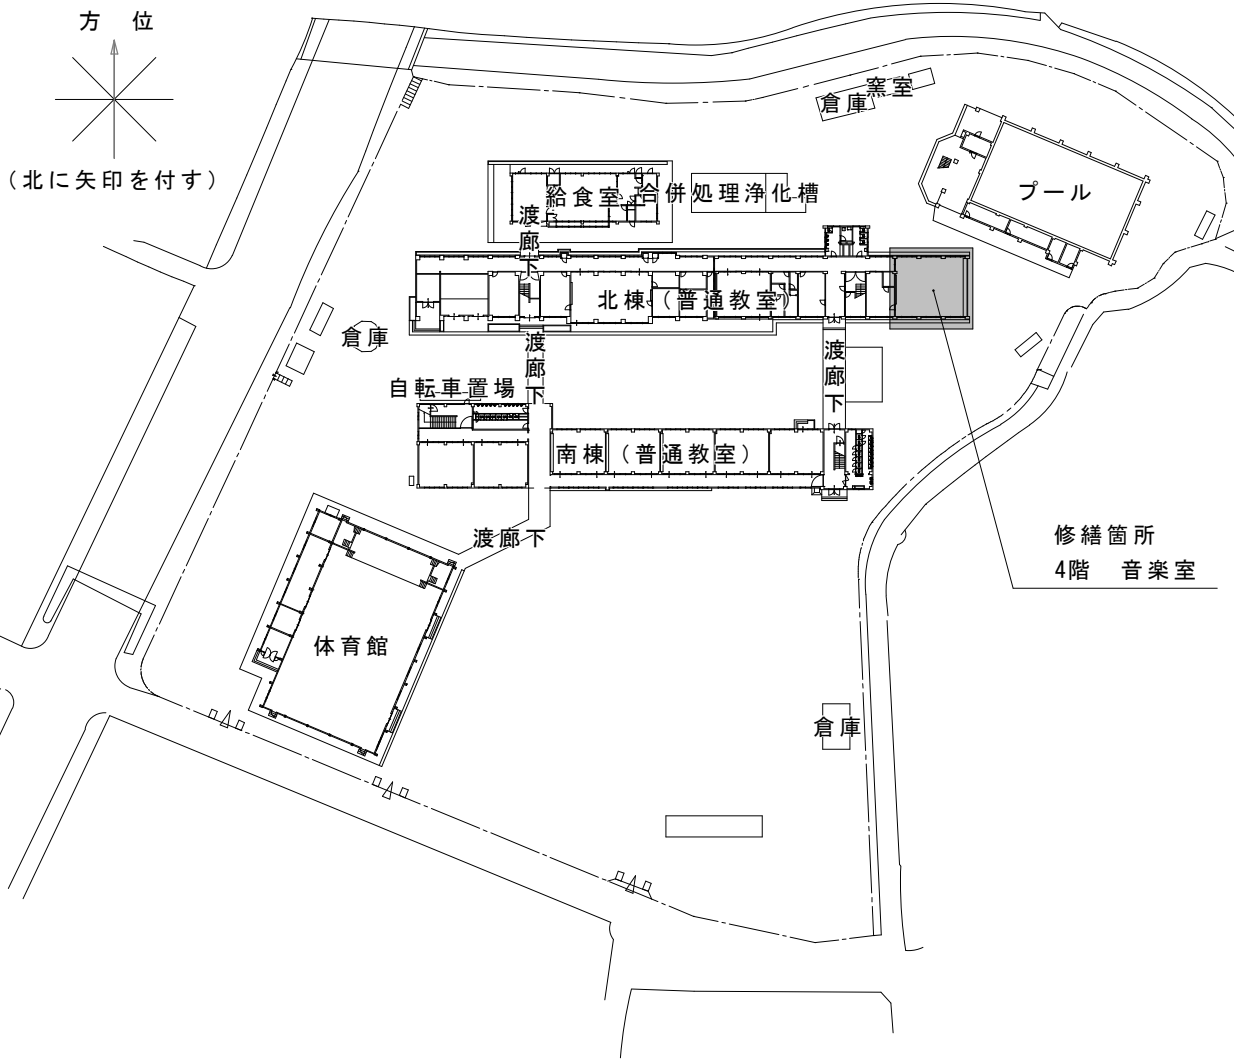 方　位
(北に矢印を付す)
窯室
倉庫
プール
給食室
合併処理浄化槽
渡廊下
北棟(普通教室)
倉庫
渡廊下
渡廊下
自転車置場
南棟(普通教室)
渡廊下
修繕箇所
4階　音楽室
体育館
倉庫